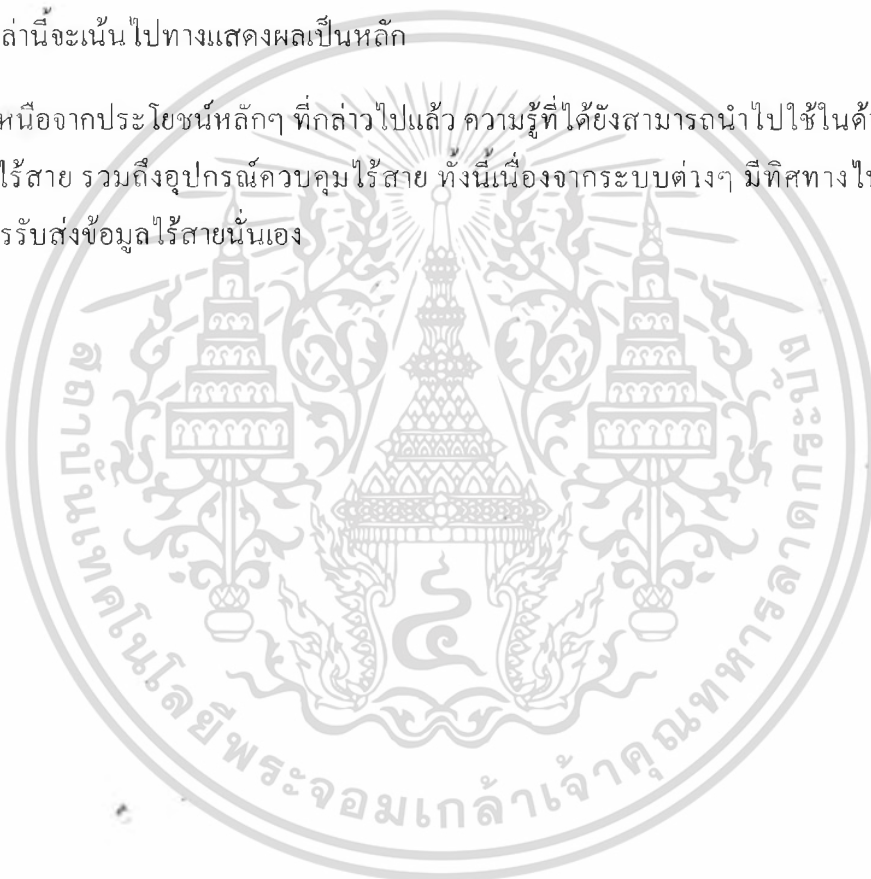 ล่านี้จะเน้นไปทางแสดงผลเป็นหลัก
หนือจากประโยชน์หลักๆ ที่กล่าวไปแล้ว ความรู้ที่ได้ยังสามารถนำไปใช้ในด้า
ไร้สาย รวมถึงอุปกรณ์ควบคุมไร้สาย ทั้งนี้เนื่องจากระบบต่างๆ มีทิศทางไป
รรับส่งข้อมูลไร้สายนั่นเอง
สถาบันเทคโนโลยีพระจอมเกล้าเจ้าคุณทหารลาดกระบัง
๔